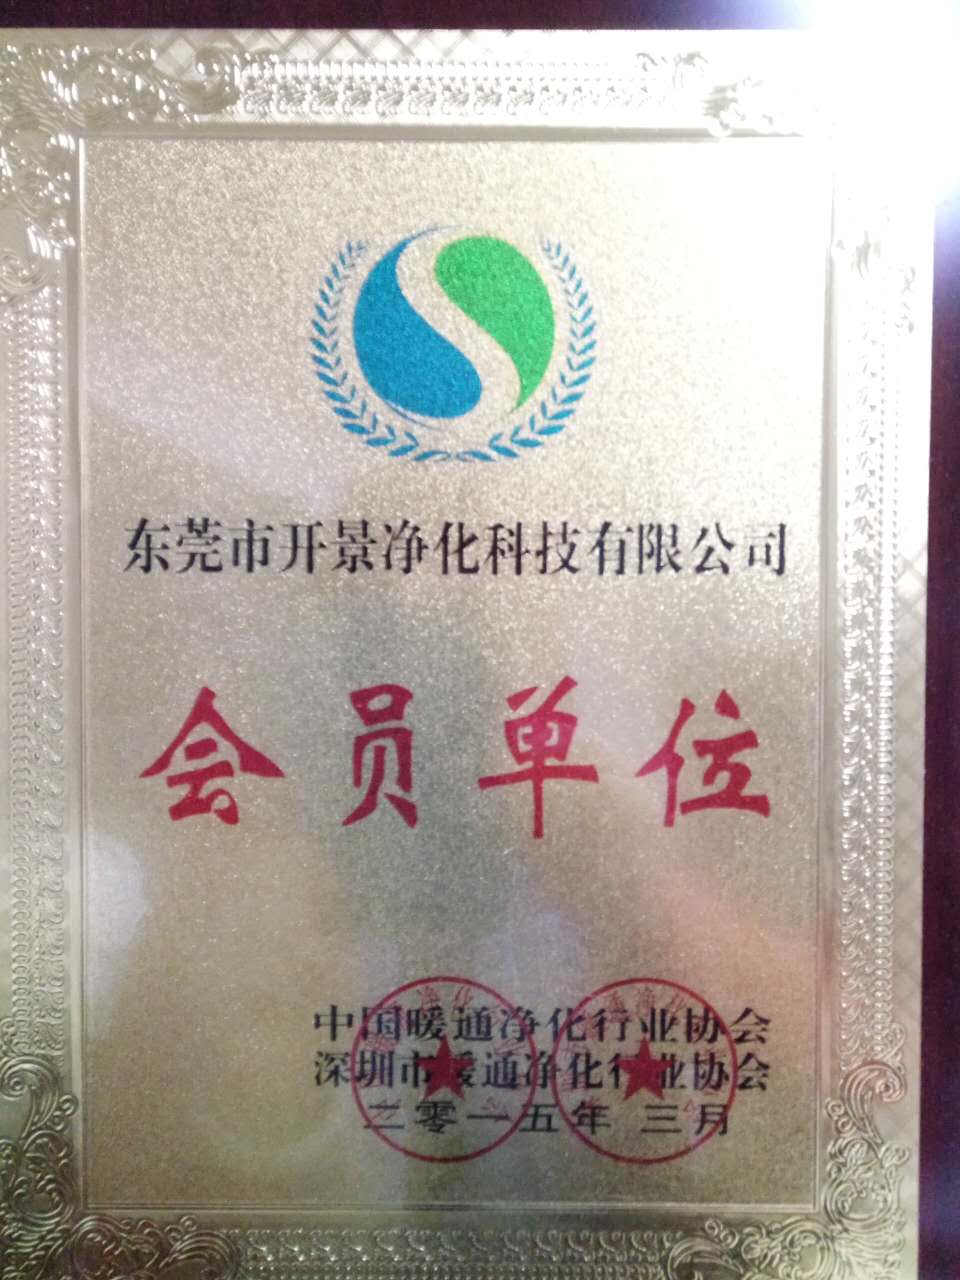 东莞市开景净化科技有限公司
会员单位
中国暖通净化行业协会
深圳市暖通净化行业协会
二零一五年 三月